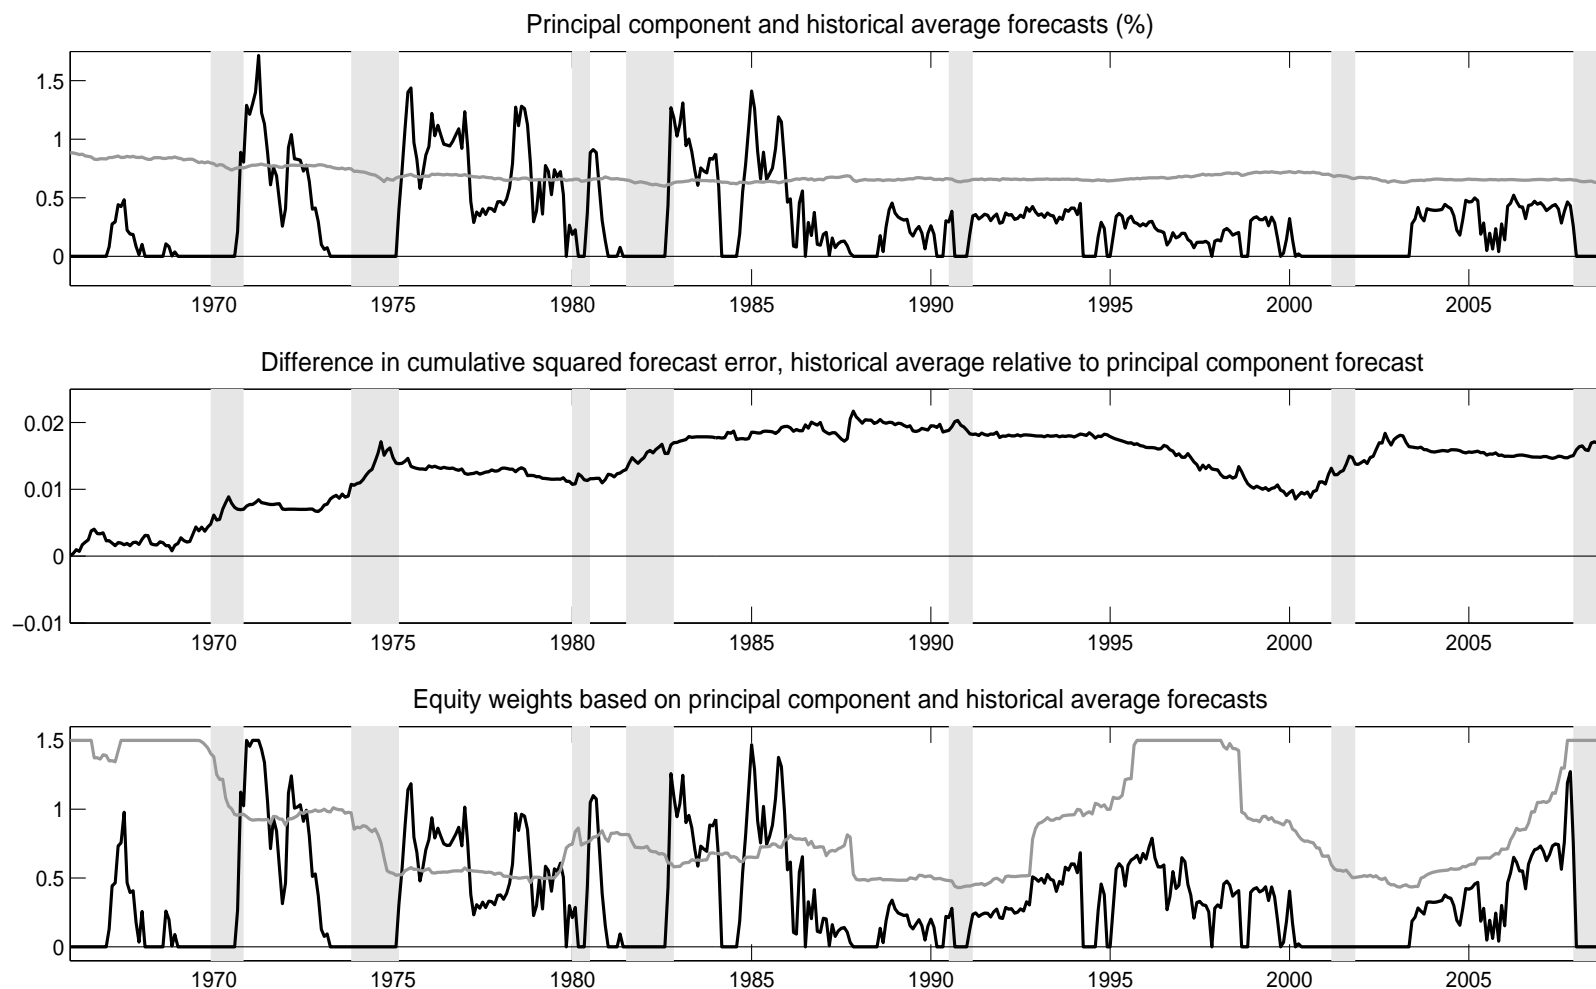 Principal component and historical average forecasts (%)
1.5
1
0.5
0
1970 1975 1980 1985 1990 1995 2000 2005
Difference in cumulative squared forecast error, historical average relative to principal component forecast
0.02
0.01
0
−0.01
1970 1975 1980 1985 1990 1995 2000 2005
Equity weights based on principal component and historical average forecasts
1.5
1
0.5
0
1970 1975 1980 1985 1990 1995 2000 2005